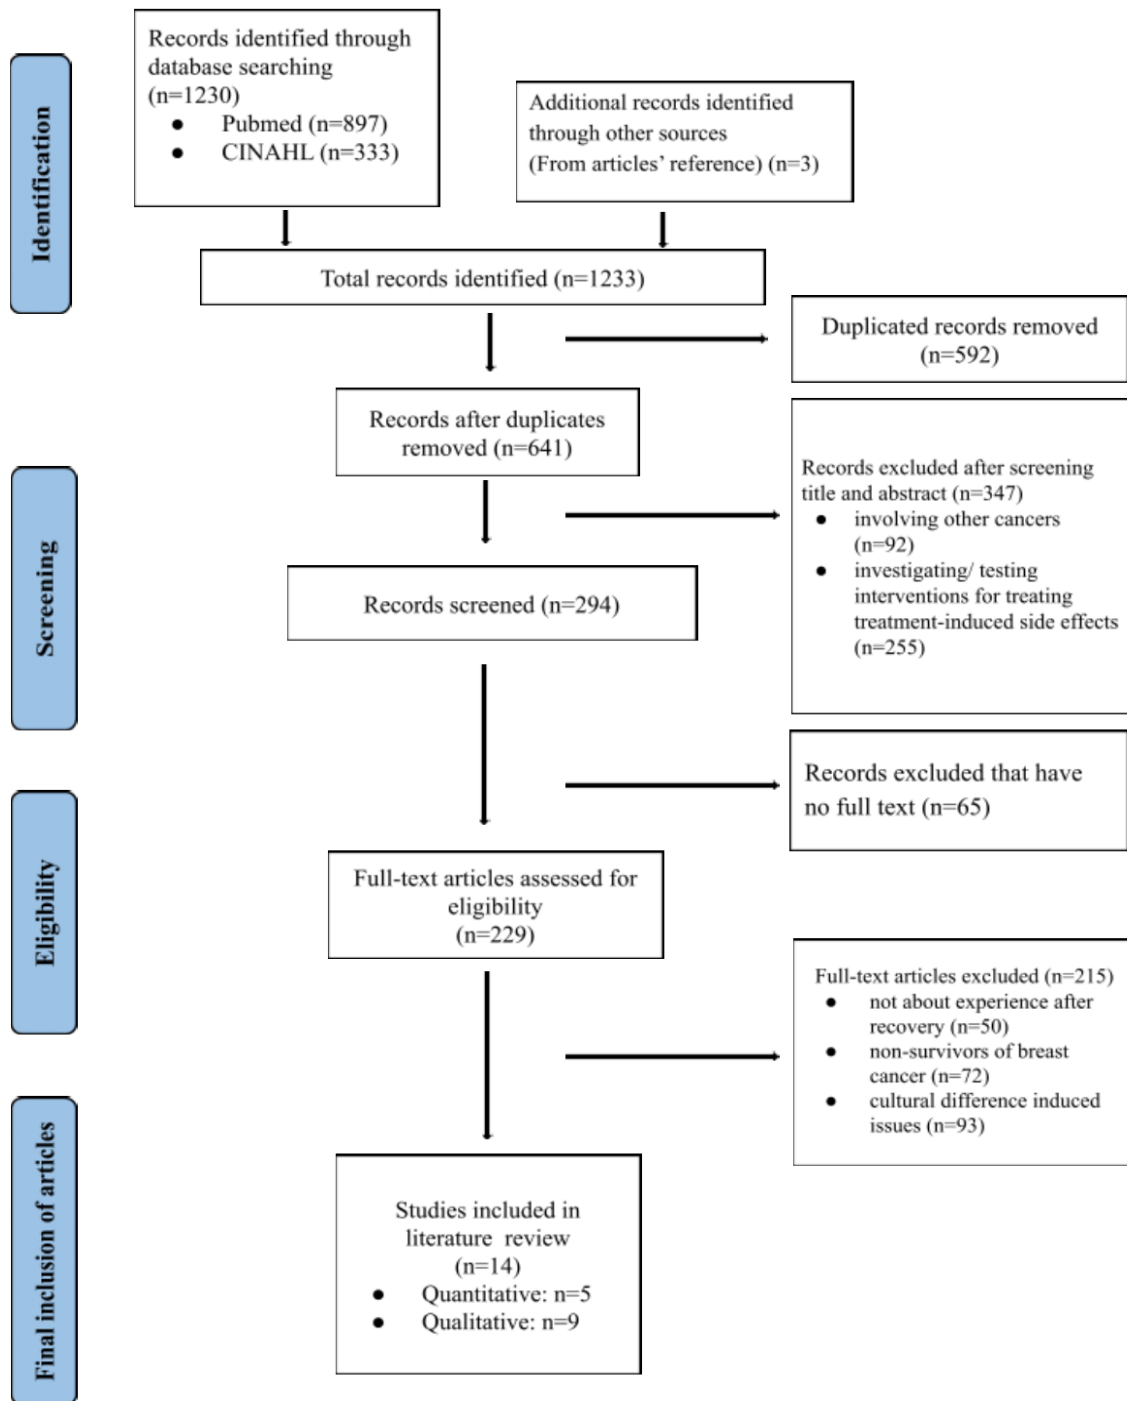 Identification
Records identified through
database searching
(n=1230)
● Pubmed (n=897)
● CINAHL (n=333)
Additional records identified
through other sources
(From articles’ reference) (n=3)
Total records identified (n=1233)
Duplicated records removed
(n=592)
Records after duplicates
removed (n=641)
Screening
Records excluded after screening
title and abstract (n=347)
● involving other cancers
(n=92)
● investigating/ testing
interventions for treating
treatment-induced side effects
(n=255)
Records screened (n=294)
Records excluded that have
no full text (n=65)
Eligibility
Full-text articles assessed for
eligibility
(n=229)
Full-text articles excluded (n=215)
● not about experience after
recovery (n=50)
● non-survivors of breast
cancer (n=72)
● cultural difference induced
issues (n=93)
Final inclusion of articles
Studies included in
literature review
(n=14)
● Quantitative: n=5
● Qualitative: n=9